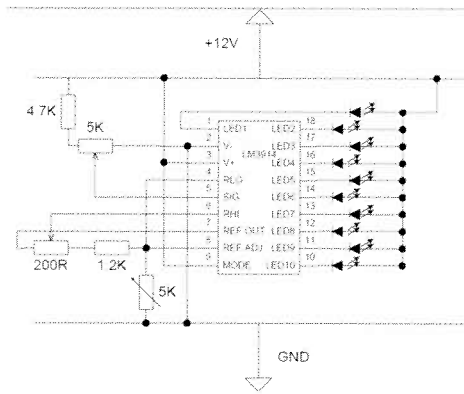 +12V
4.7K
5K
1 LED1 LED2 18
2 V- LED3 17
3 V+ LM3914 LED4 16
4 RLO LED5 15
5 SIG LED6 14
6 RHI LED7 13
7 REF OUT LED8 12
8 REF ADJ LED9 11
9 MODE LED10 10
200R
1.2K
5K
GND